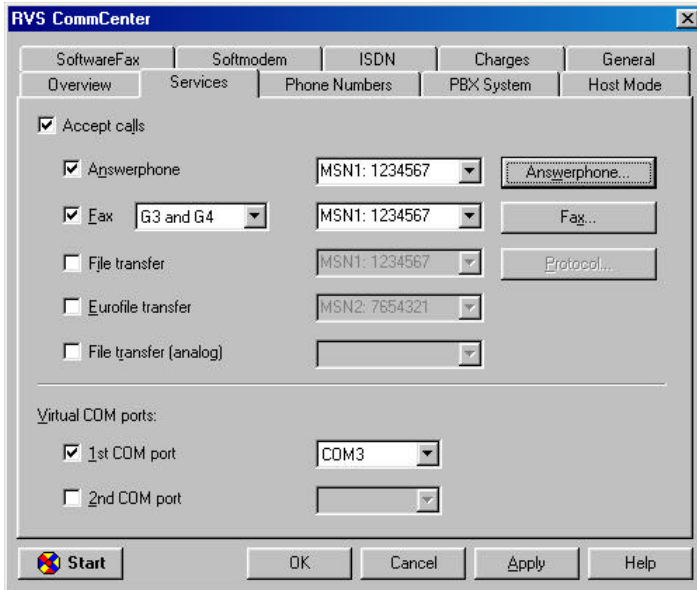 RVS CommCenter
SoftwareFax Softmodem ISDN Charges General
Overview Services Phone Numbers PBX System Host Mode
Accept calls
Answerphone MSN1: 1234567 Answerphone...
Fax G3 and G4 MSN1: 1234567 Fax...
File transfer MSN1: 1234567 Protocol...
Eurofile transfer MSN2: 7654321
File transfer (analog)
Virtual COM ports:
1st COM port COM3
2nd COM port
Start OK Cancel Apply Help